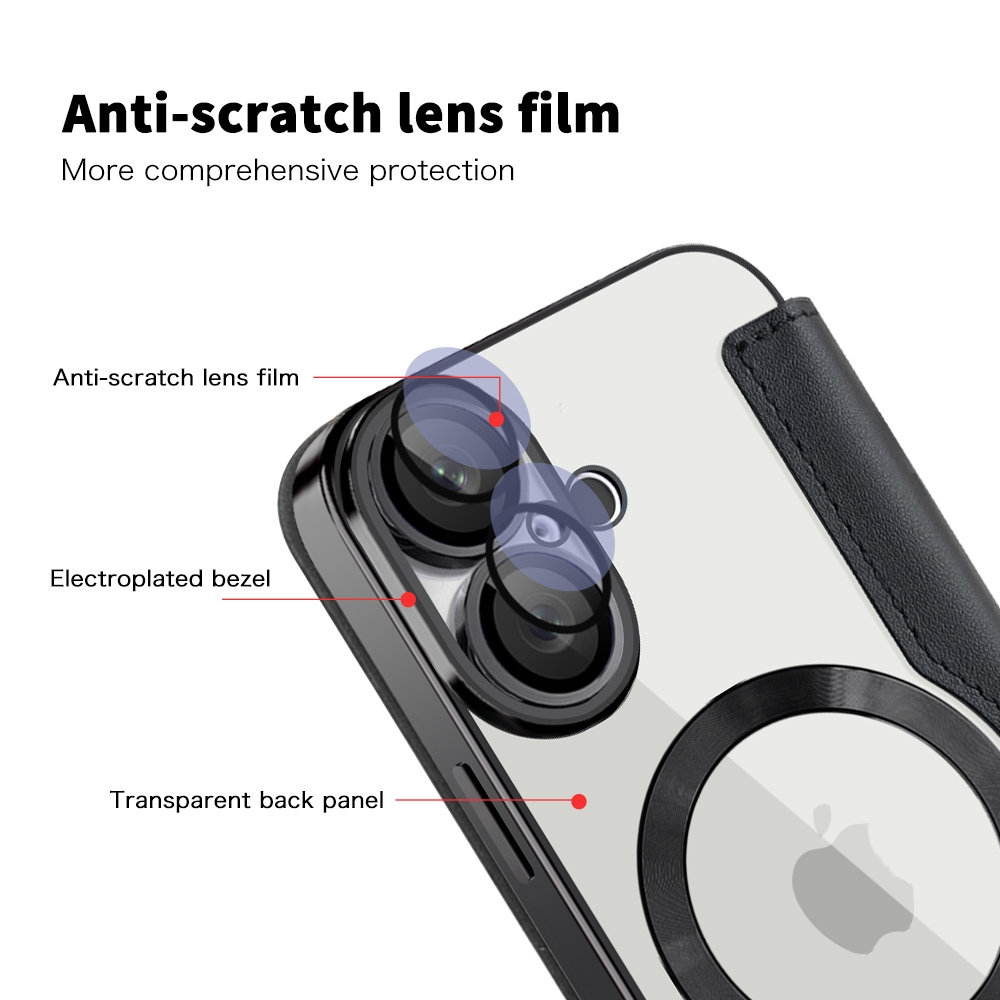 Anti-scratch lens film
More comprehensive protection
Anti-scratch lens film
Electroplated bezel
Transparent back panel